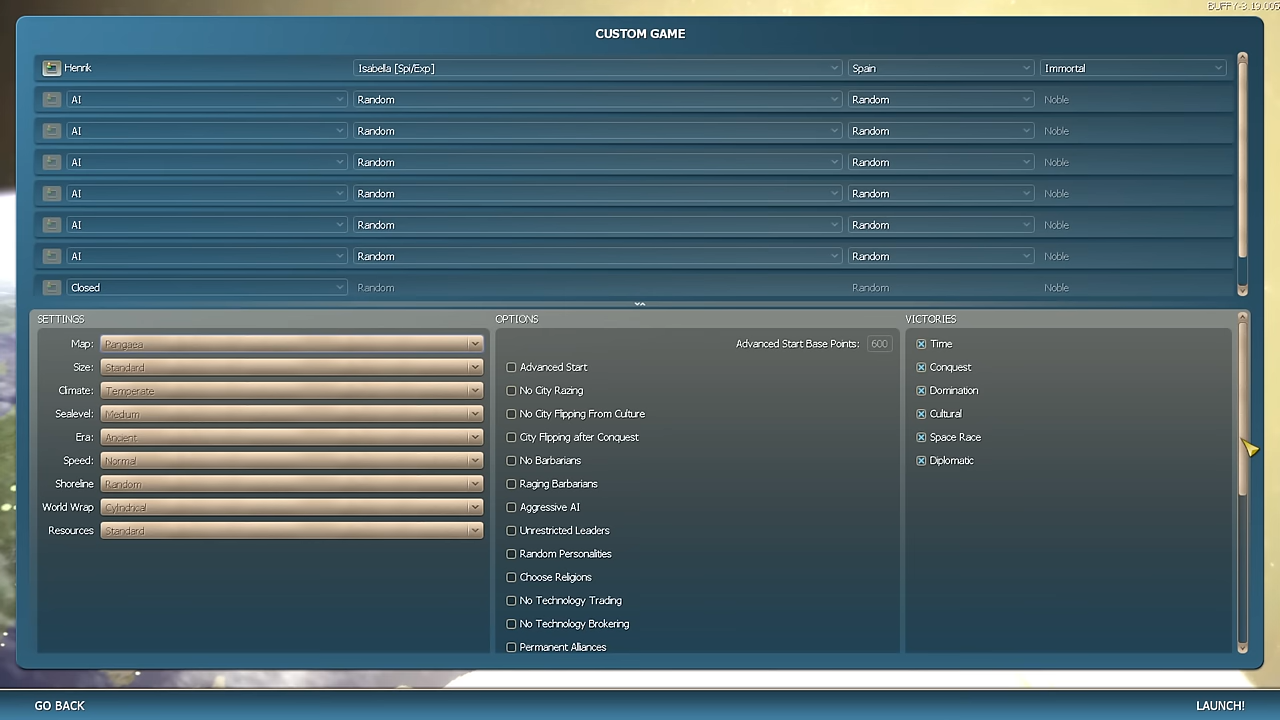 BUFFY-3.19.003
CUSTOM GAME
Henrik Isabella [Spi/Exp] Spain Immortal
AI Random Random Noble
AI Random Random Noble
AI Random Random Noble
AI Random Random Noble
AI Random Random Noble
AI Random Random Noble
Closed Random Random Noble
SETTINGS
Map: Pangaea
Size: Standard
Climate: Temperate
Sealevel: Medium
Era: Ancient
Speed: Normal
Shoreline Random
World Wrap Cylindrical
Resources Standard
OPTIONS
Advanced Start Base Points: 600
Advanced Start
No City Razing
No City Flipping From Culture
City Flipping after Conquest
No Barbarians
Raging Barbarians
Aggressive AI
Unrestricted Leaders
Random Personalities
Choose Religions
No Technology Trading
No Technology Brokering
Permanent Alliances
VICTORIES
Time
Conquest
Domination
Cultural
Space Race
Diplomatic
GO BACK
LAUNCH!